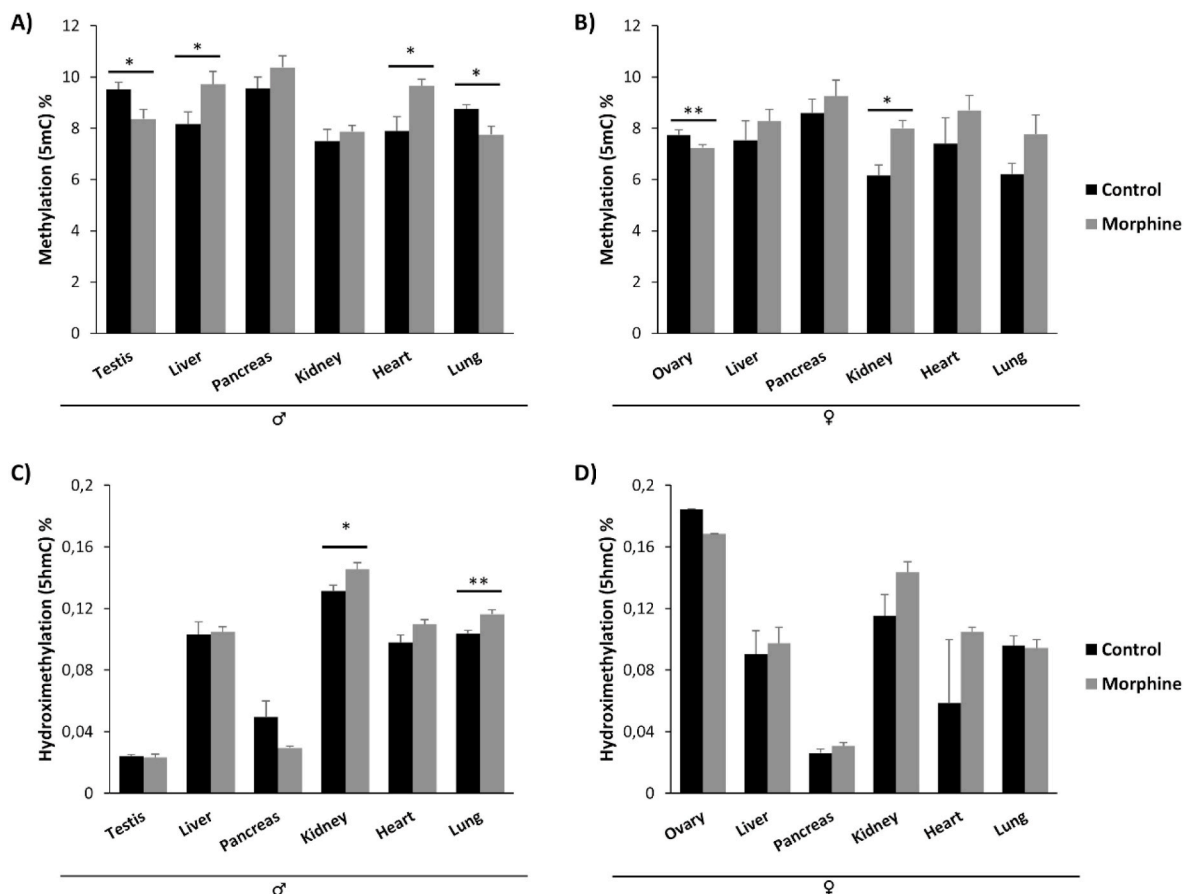 A)
Methylation (5mC) %
12
10
8
6
4
2
0
*
*
*
*
Testis
Liver
Pancreas
Kidney
Heart
Lung
♂
B)
Methylation (5mC) %
12
10
8
6
4
2
0
**
*
Ovary
Liver
Pancreas
Kidney
Heart
Lung
♀
Control
Morphine
C)
Hydroximethylation (5hmC) %
0,2
0,16
0,12
0,08
0,04
0
*
**
Testis
Liver
Pancreas
Kidney
Heart
Lung
♂
D)
Hydroximethylation (5hmC) %
0,2
0,16
0,12
0,08
0,04
0
Ovary
Liver
Pancreas
Kidney
Heart
Lung
♀
Control
Morphine